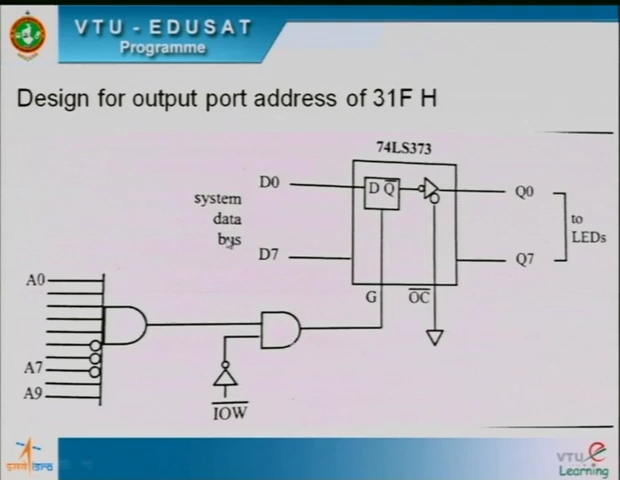 VTU - EDUSAT
Programme
Design for output port address of 31F H
74LS373
D0
D Q
Q0
system
data
bus
to
LEDs
D7
Q7
A0
G
OC
A7
A9
IOW
VTU
Learning